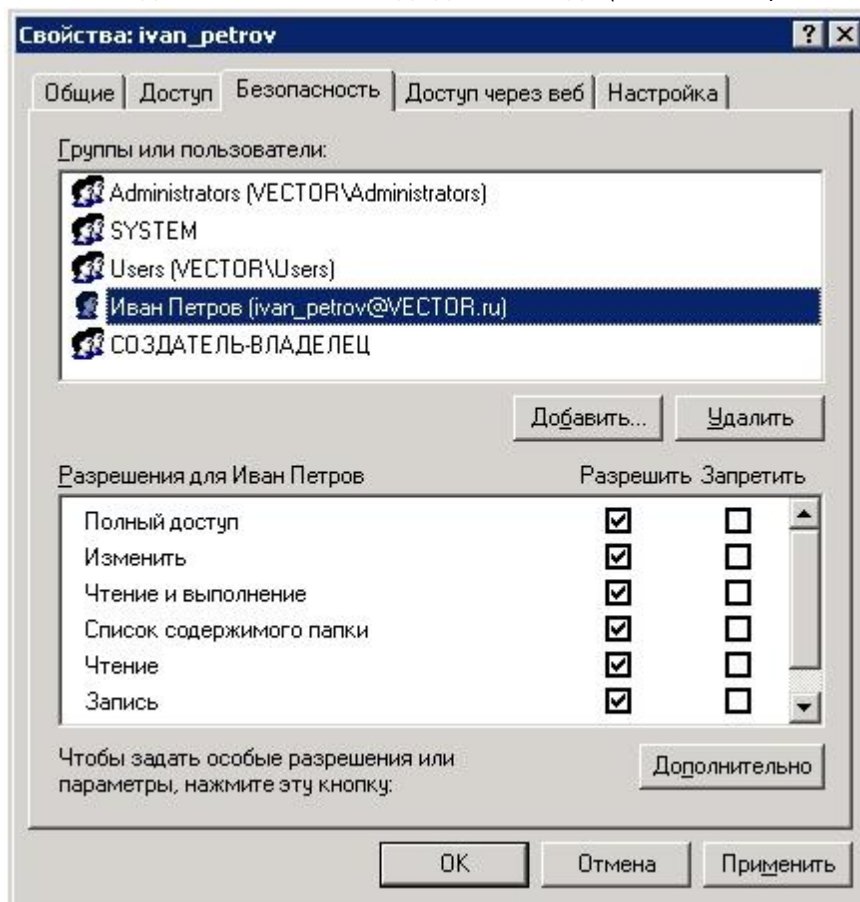 Свойства: ivan_petrov
Общие Доступ Безопасность Доступ через веб Настройка
Группы или пользователи:
Administrators (VECTOR\Administrators)
SYSTEM
Users (VECTOR\Users)
Иван Петров (ivan_petrov@VECTOR.ru)
СОЗДАТЕЛЬ-ВЛАДЕЛЕЦ
Добавить... Удалить
Разрешения для Иван Петров Разрешить Запретить
Полный доступ
Изменить
Чтение и выполнение
Список содержимого папки
Чтение
Запись
Чтобы задать особые разрешения или
параметры, нажмите эту кнопку:
Дополнительно
OK Отмена Применить